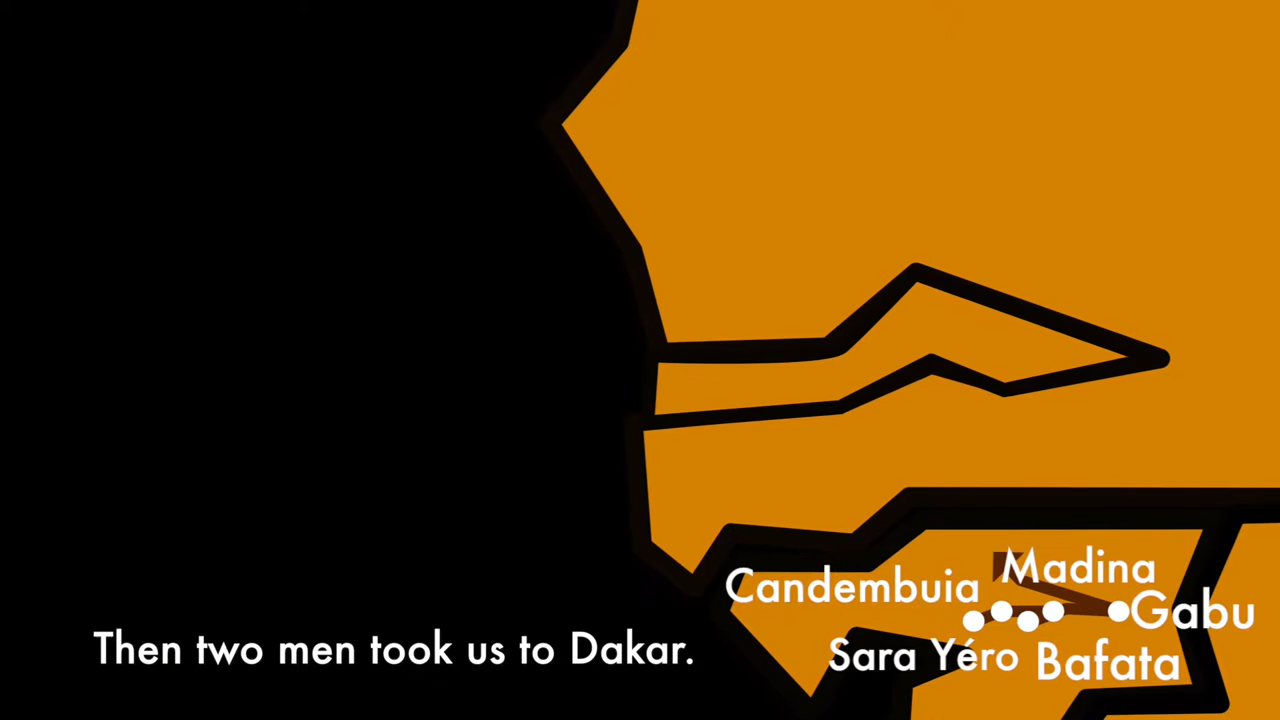 Madina
Candembuia
Gabu
Sara Yéro
Bafata
Then two men took us to Dakar.